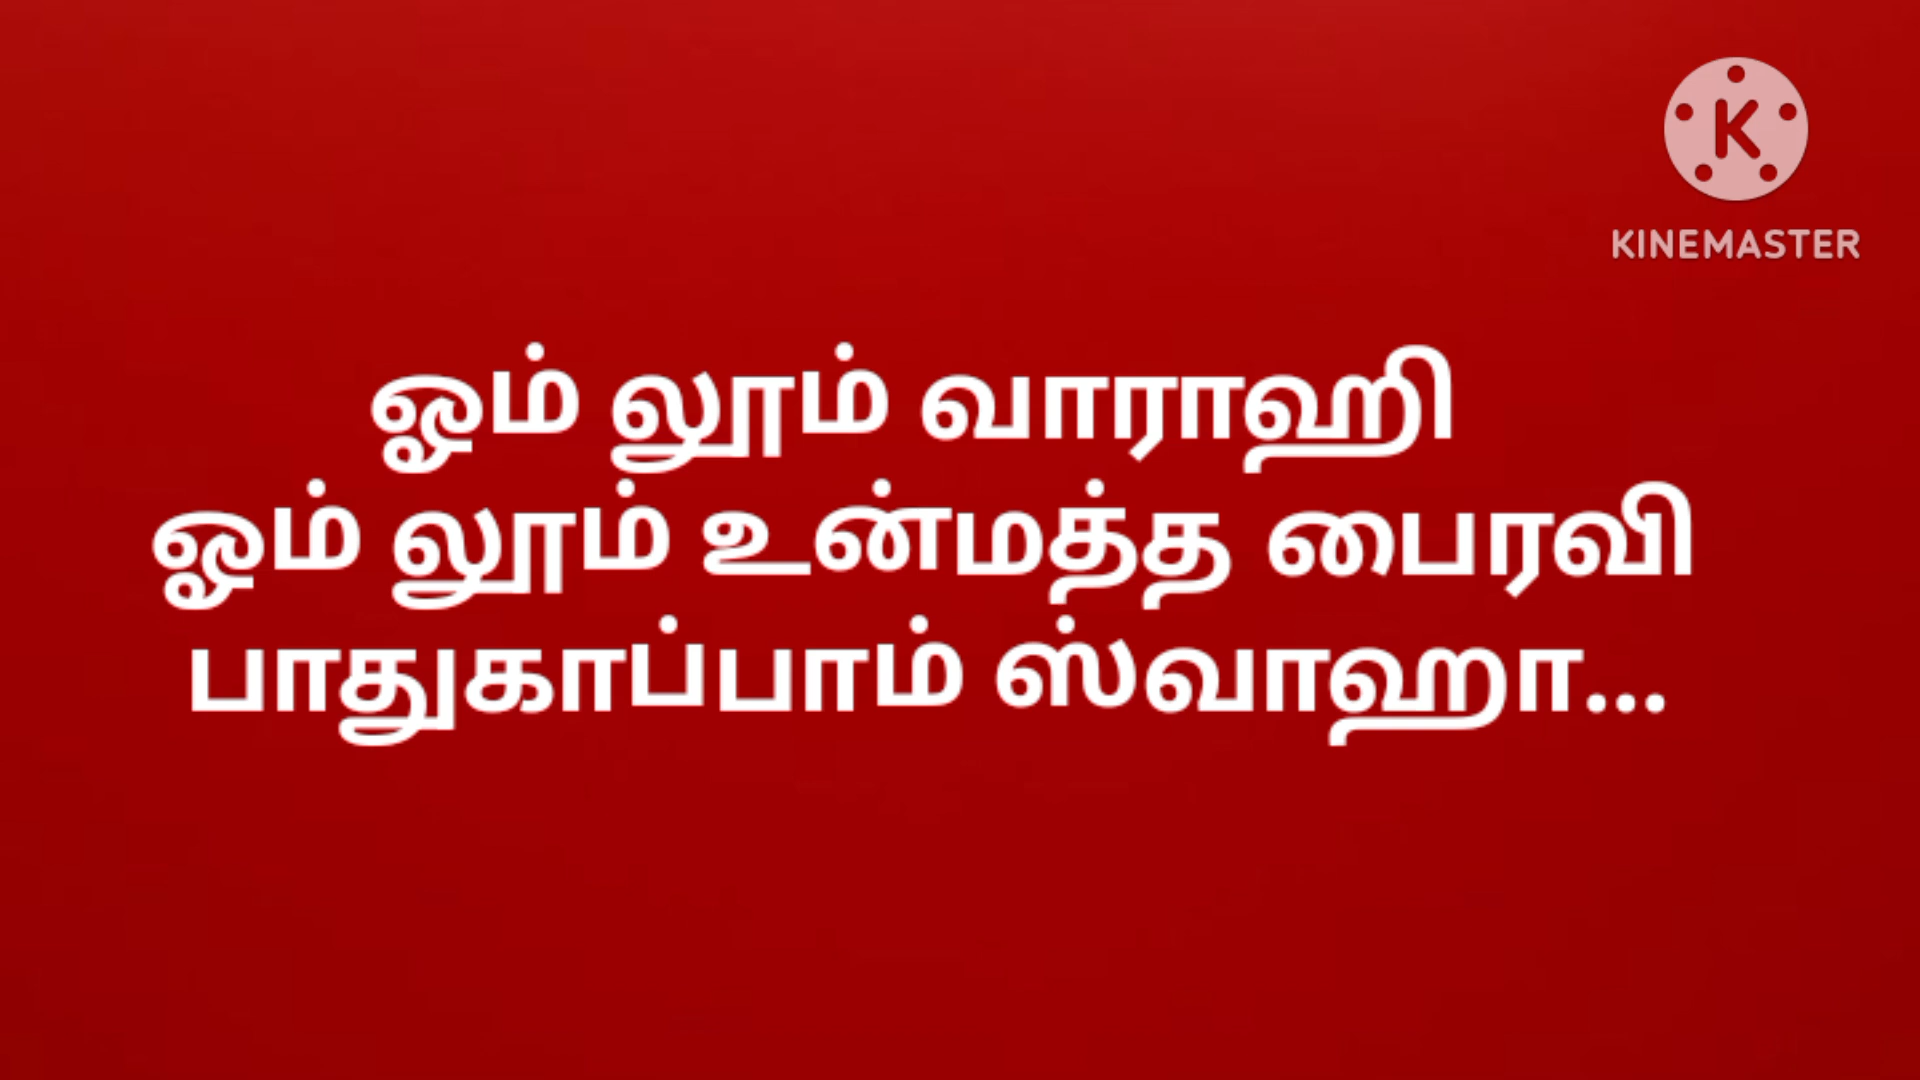 KINEMASTER
ஓம் லூம் வாராஹி
ஓம் லூம் உன்மத்த பைரவி
பாதுகாப்பாம் ஸ்வாஹா...